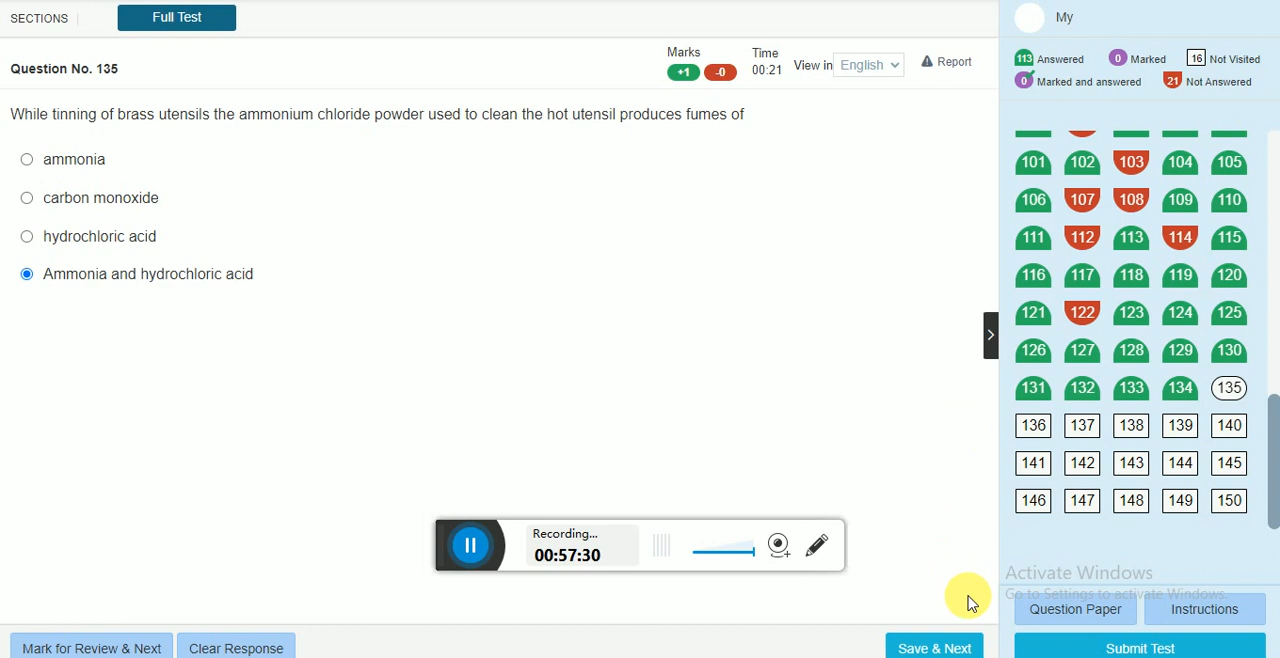 SECTIONS Full Test My
Question No. 135 Marks +1 -0 Time 00:21 View in English Report
113 Answered 0 Marked 16 Not Visited
0 Marked and answered 21 Not Answered
While tinning of brass utensils the ammonium chloride powder used to clean the hot utensil produces fumes of
ammonia
carbon monoxide
hydrochloric acid
Ammonia and hydrochloric acid
101 102 103 104 105
106 107 108 109 110
111 112 113 114 115
116 117 118 119 120
121 122 123 124 125
126 127 128 129 130
131 132 133 134 135
136 137 138 139 140
141 142 143 144 145
146 147 148 149 150
Recording...
00:57:30
Activate Windows
Go to Settings to activate Windows.
Question Paper Instructions
Mark for Review & Next Clear Response Save & Next Submit Test